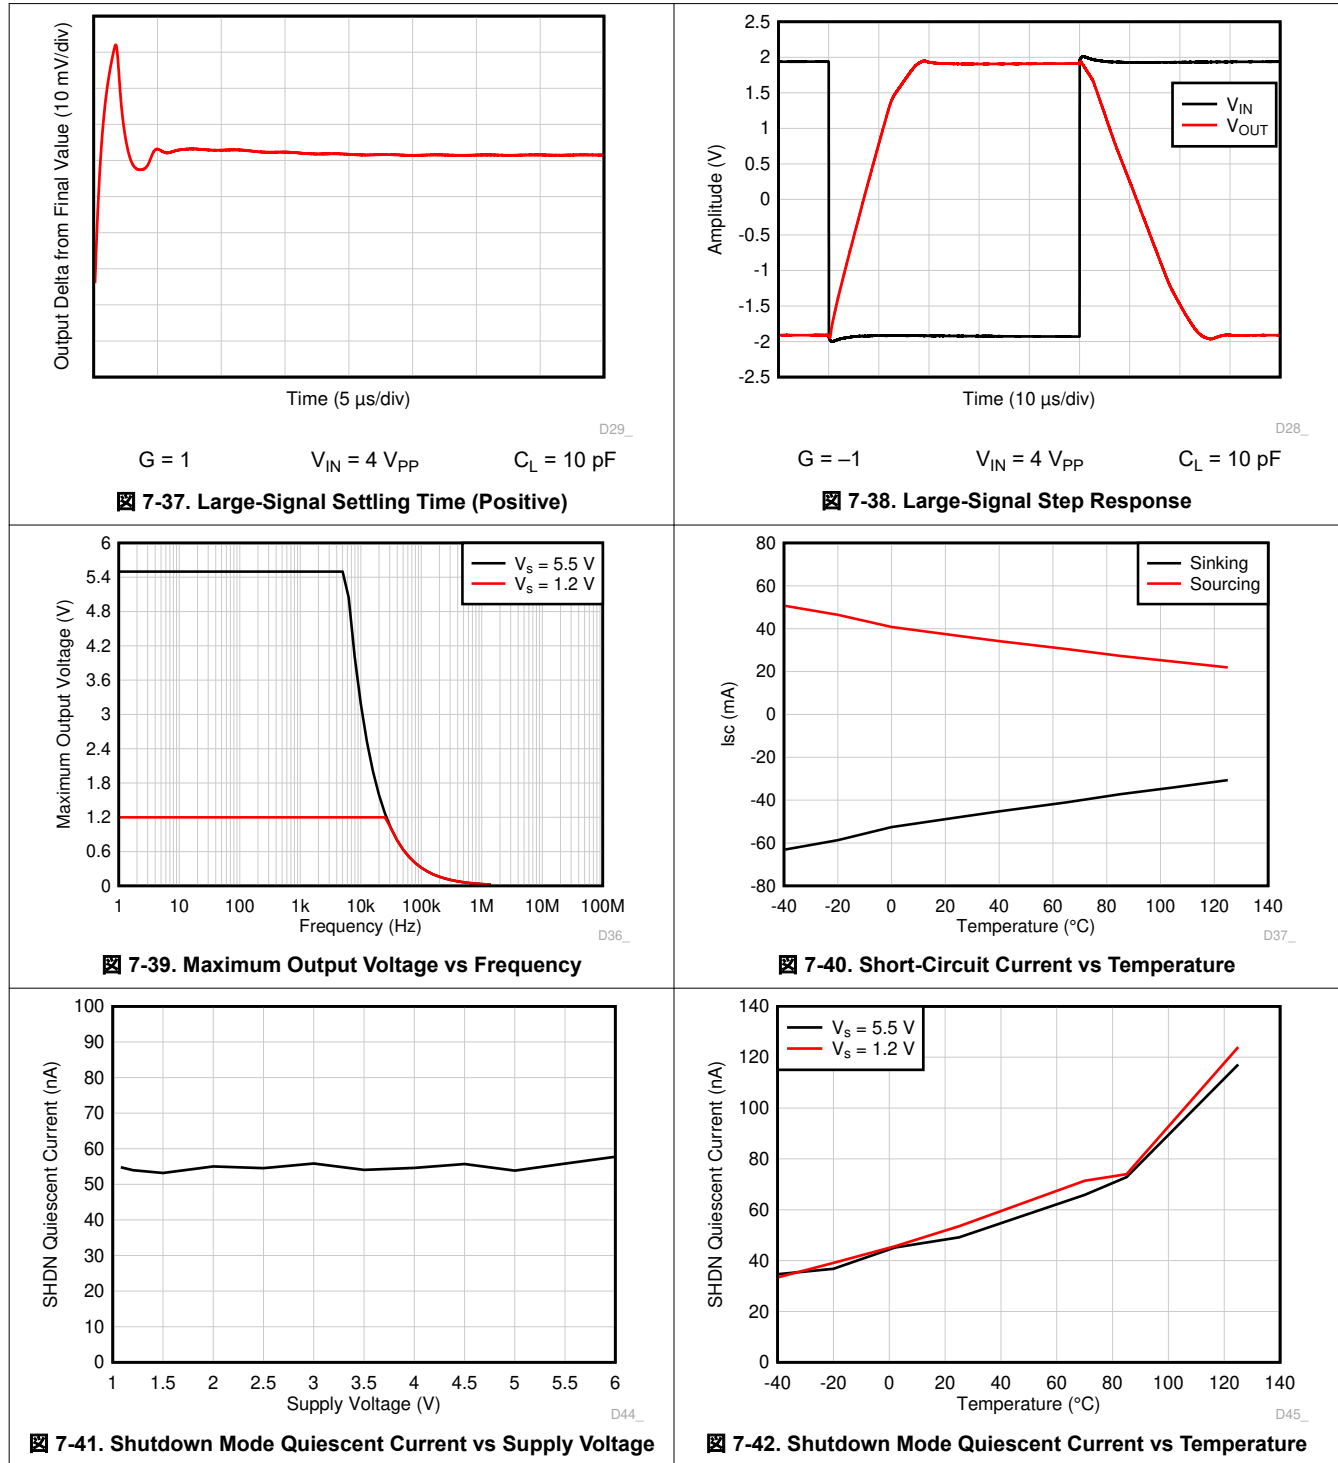 Output Delta from Final Value (10 mV/div)
Time (5 µs/div)
D29_
G = 1 V_IN = 4 V_PP C_L = 10 pF
図 7-37. Large-Signal Settling Time (Positive)
2.5
2
1.5
1
0.5
0
-0.5
-1
-1.5
-2
-2.5
Amplitude (V)
V_IN
V_OUT
Time (10 µs/div)
D28_
G = –1 V_IN = 4 V_PP C_L = 10 pF
図 7-38. Large-Signal Step Response
6
5.4
4.8
4.2
3.6
3
2.4
1.8
1.2
0.6
0
Maximum Output Voltage (V)
V_s = 5.5 V
V_s = 1.2 V
1 10 100 1k 10k 100k 1M 10M 100M
Frequency (Hz)
D36_
図 7-39. Maximum Output Voltage vs Frequency
80
60
40
20
0
-20
-40
-60
-80
Isc (mA)
Sinking
Sourcing
-40 -20 0 20 40 60 80 100 120 140
Temperature (°C)
D37_
図 7-40. Short-Circuit Current vs Temperature
100
90
80
70
60
50
40
30
20
10
0
SHDN Quiescent Current (nA)
1 1.5 2 2.5 3 3.5 4 4.5 5 5.5 6
Supply Voltage (V)
D44_
図 7-41. Shutdown Mode Quiescent Current vs Supply Voltage
140
120
100
80
60
40
20
0
SHDN Quiescent Current (nA)
V_s = 5.5 V
V_s = 1.2 V
-40 -20 0 20 40 60 80 100 120 140
Temperature (°C)
D45_
図 7-42. Shutdown Mode Quiescent Current vs Temperature